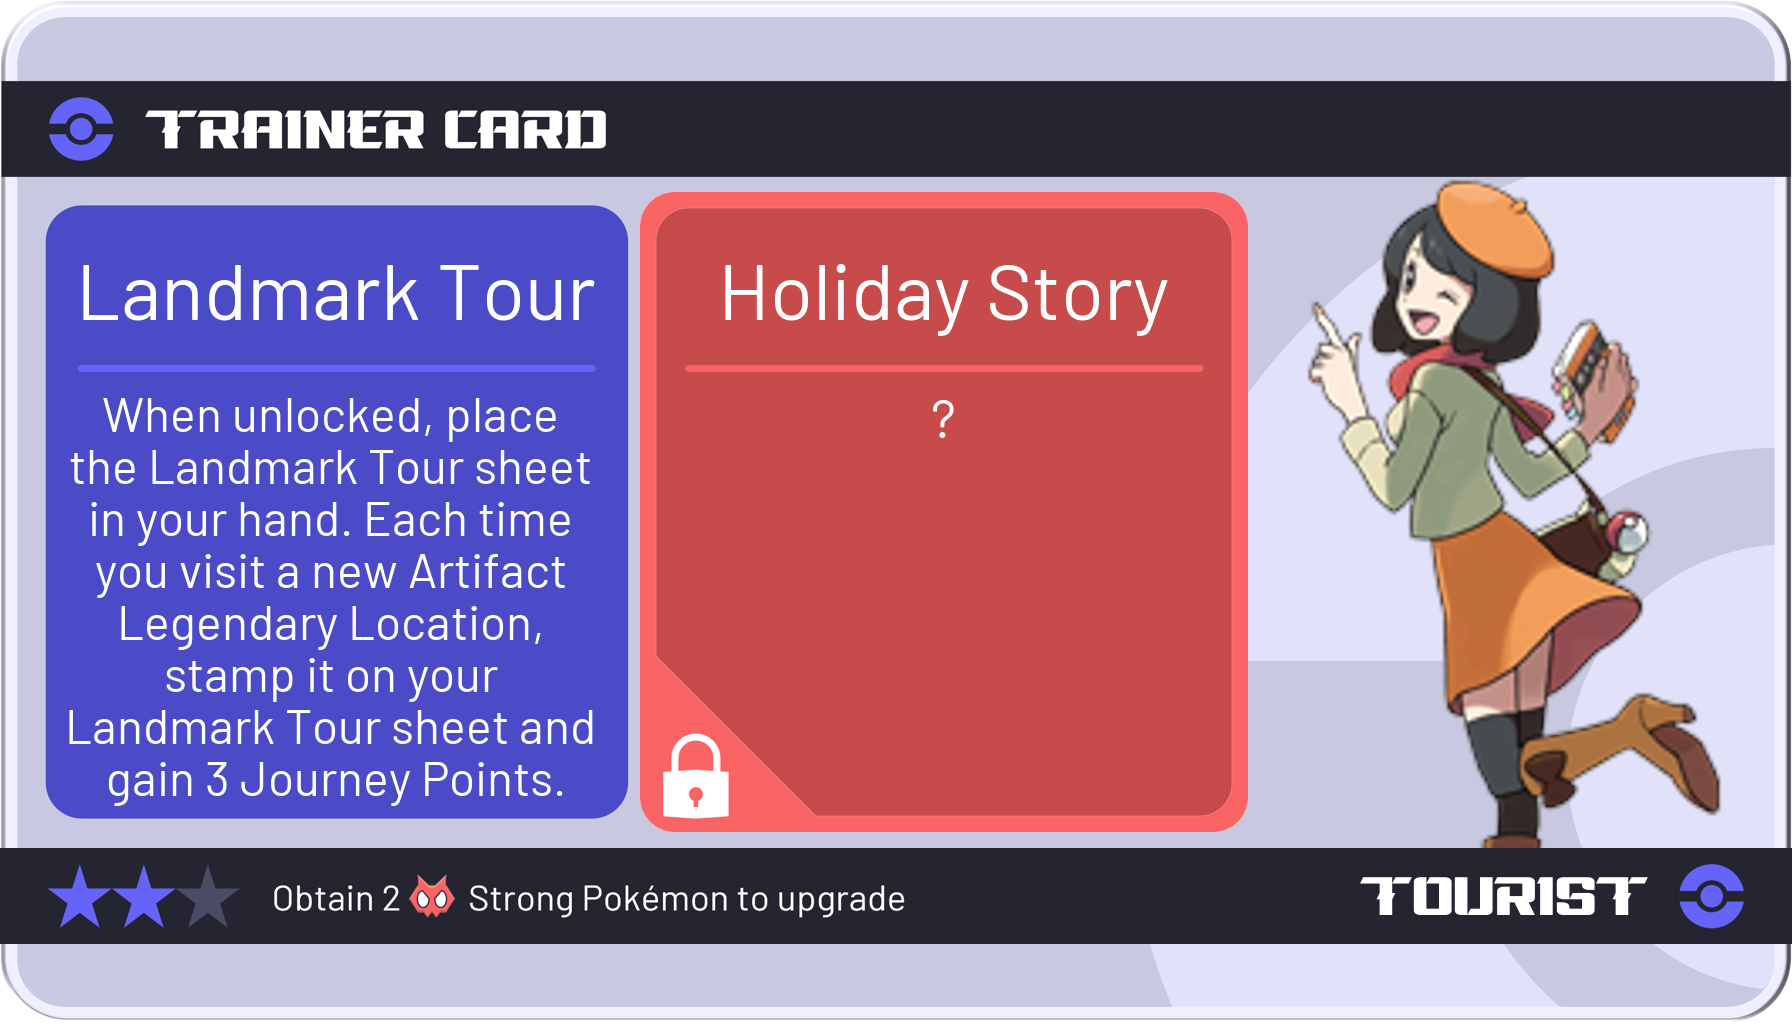 TRAINER CARD
Landmark Tour
When unlocked, place
the Landmark Tour sheet
in your hand. Each time
you visit a new Artifact
Legendary Location,
stamp it on your
Landmark Tour sheet and
gain 3 Journey Points.
Holiday Story
?
Obtain 2 Strong Pokémon to upgrade
TOURIST